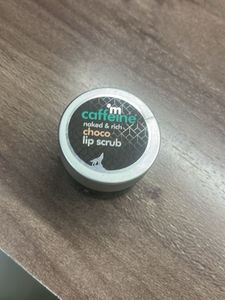 m
caffeine
naked & rich
choco
lip scrub